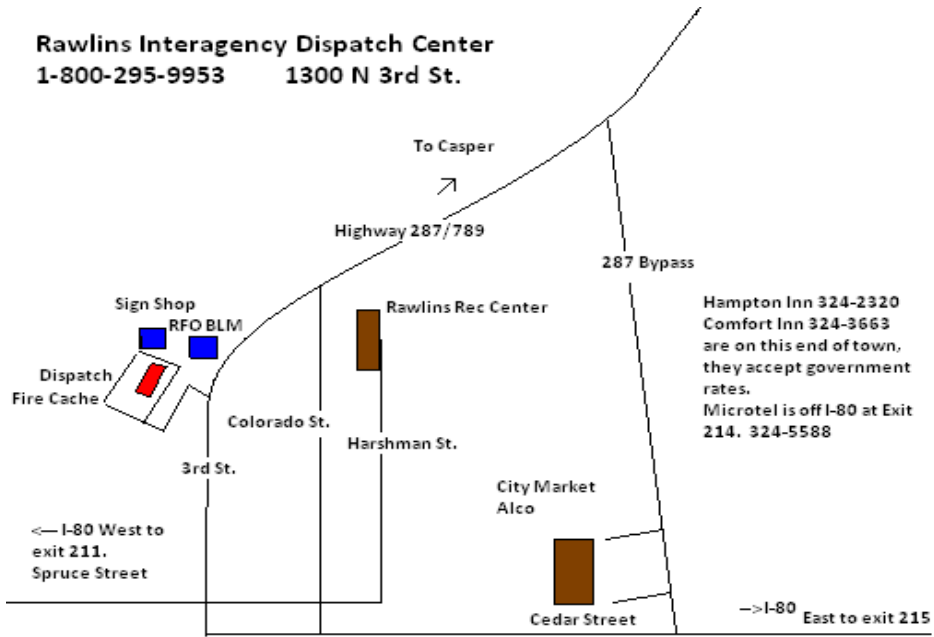 Rawlins Interagency Dispatch Center
1-800-295-9953 1300 N 3rd St.
To Casper
Highway 287/789
287 Bypass
Sign Shop
RFO BLM
Rawlins Rec Center
Hampton Inn 324-2320
Comfort Inn 324-3663
are on this end of town,
they accept government
rates.
Microtel is off I-80 at Exit
214. 324-5588
Dispatch
Fire Cache
Colorado St.
Harshman St.
3rd St.
City Market
Alco
<— I-80 West to
exit 211.
Spruce Street
Cedar Street
—>I-80
East to exit 215